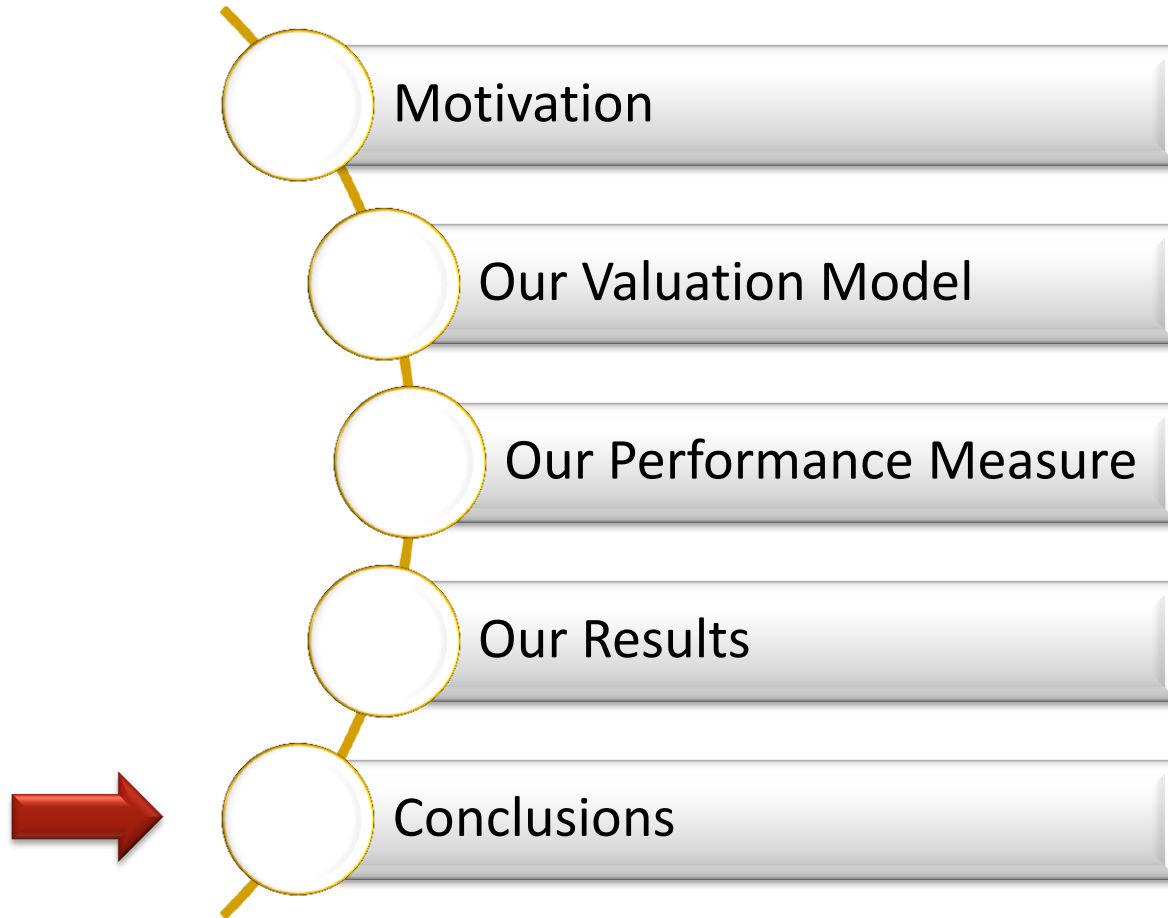 Motivation
Our Valuation Model
Our Performance Measure
Our Results
Conclusions